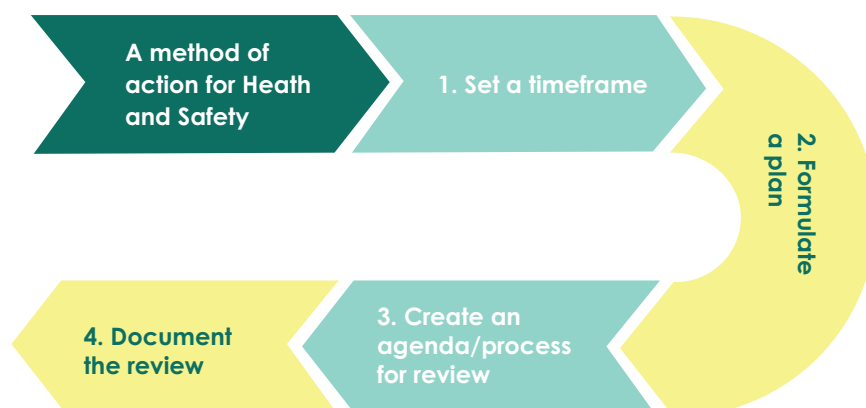 A method of
action for Heath
and Safety
1. Set a timeframe
2. Formulate
a plan
3. Create an
agenda/process
for review
4. Document
the review